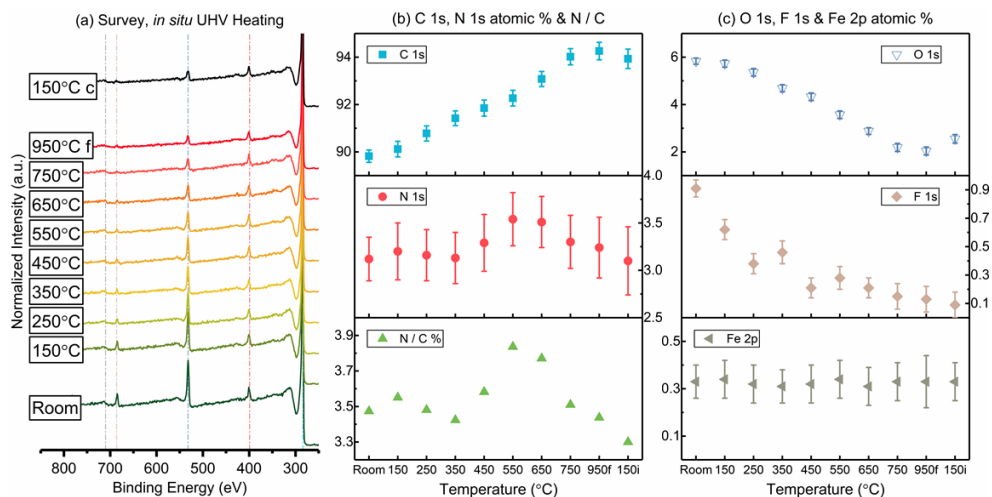 (a) Survey, in situ UHV Heating
(b) C 1s, N 1s atomic % & N / C
(c) O 1s, F 1s & Fe 2p atomic %
Normalized Intensity (a.u.)
150°C c
950°C f
750°C
650°C
550°C
450°C
350°C
250°C
150°C
Room
800 700 600 500 400 300
Binding Energy (eV)
C 1s
94
92
90
N 1s
4.0
3.5
3.0
2.5
N / C %
3.9
3.7
3.5
3.3
Room 150 250 350 450 550 650 750 950f 150i
Temperature (°C)
O 1s
6
4
2
F 1s
0.9
0.7
0.5
0.3
0.1
Fe 2p
0.5
0.3
0.1
Room 150 250 350 450 550 650 750 950f 150i
Temperature (°C)